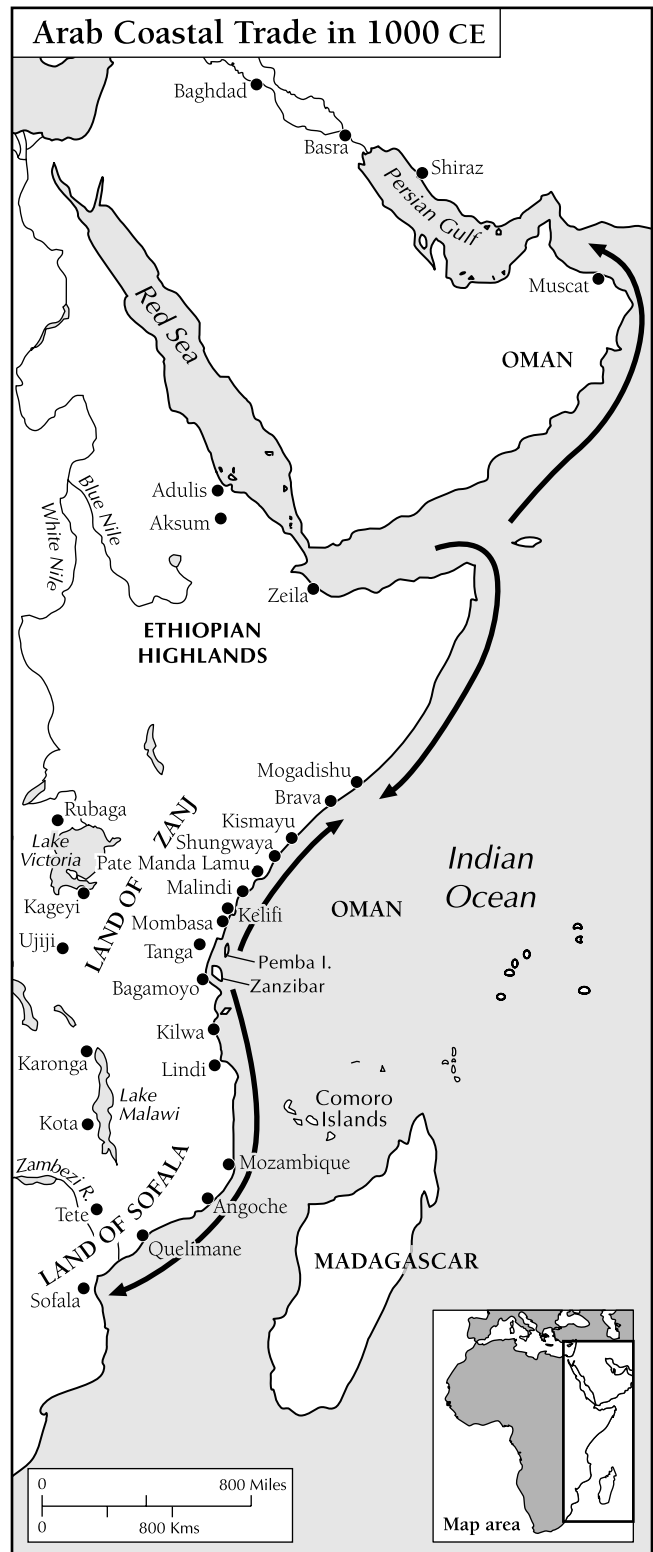 Arab Coastal Trade in 1000 CE
Baghdad
Basra
Shiraz
Persian Gulf
Muscat
Red Sea
OMAN
Adulis
Blue Nile
White Nile
Aksum
Zeila
ETHIOPIAN
HIGHLANDS
Mogadishu
Brava
Rubaga
ZANJ
Kismayu
Lake
Victoria
Shungwaya
Pate Manda Lamu
Indian
Ocean
Malindi
Kageyi
LAND OF
Kelifi
OMAN
Mombasa
Ujiji
Tanga
Pemba I.
Bagamoyo
Zanzibar
Kilwa
Karonga
Lindi
Lake
Malawi
Comoro
Islands
Kota
Mozambique
Zambezi R.
Tete
Angoche
LAND OF SOFALA
Quelimane
MADAGASCAR
Sofala
0
800 Miles
0
800 Kms
Map area